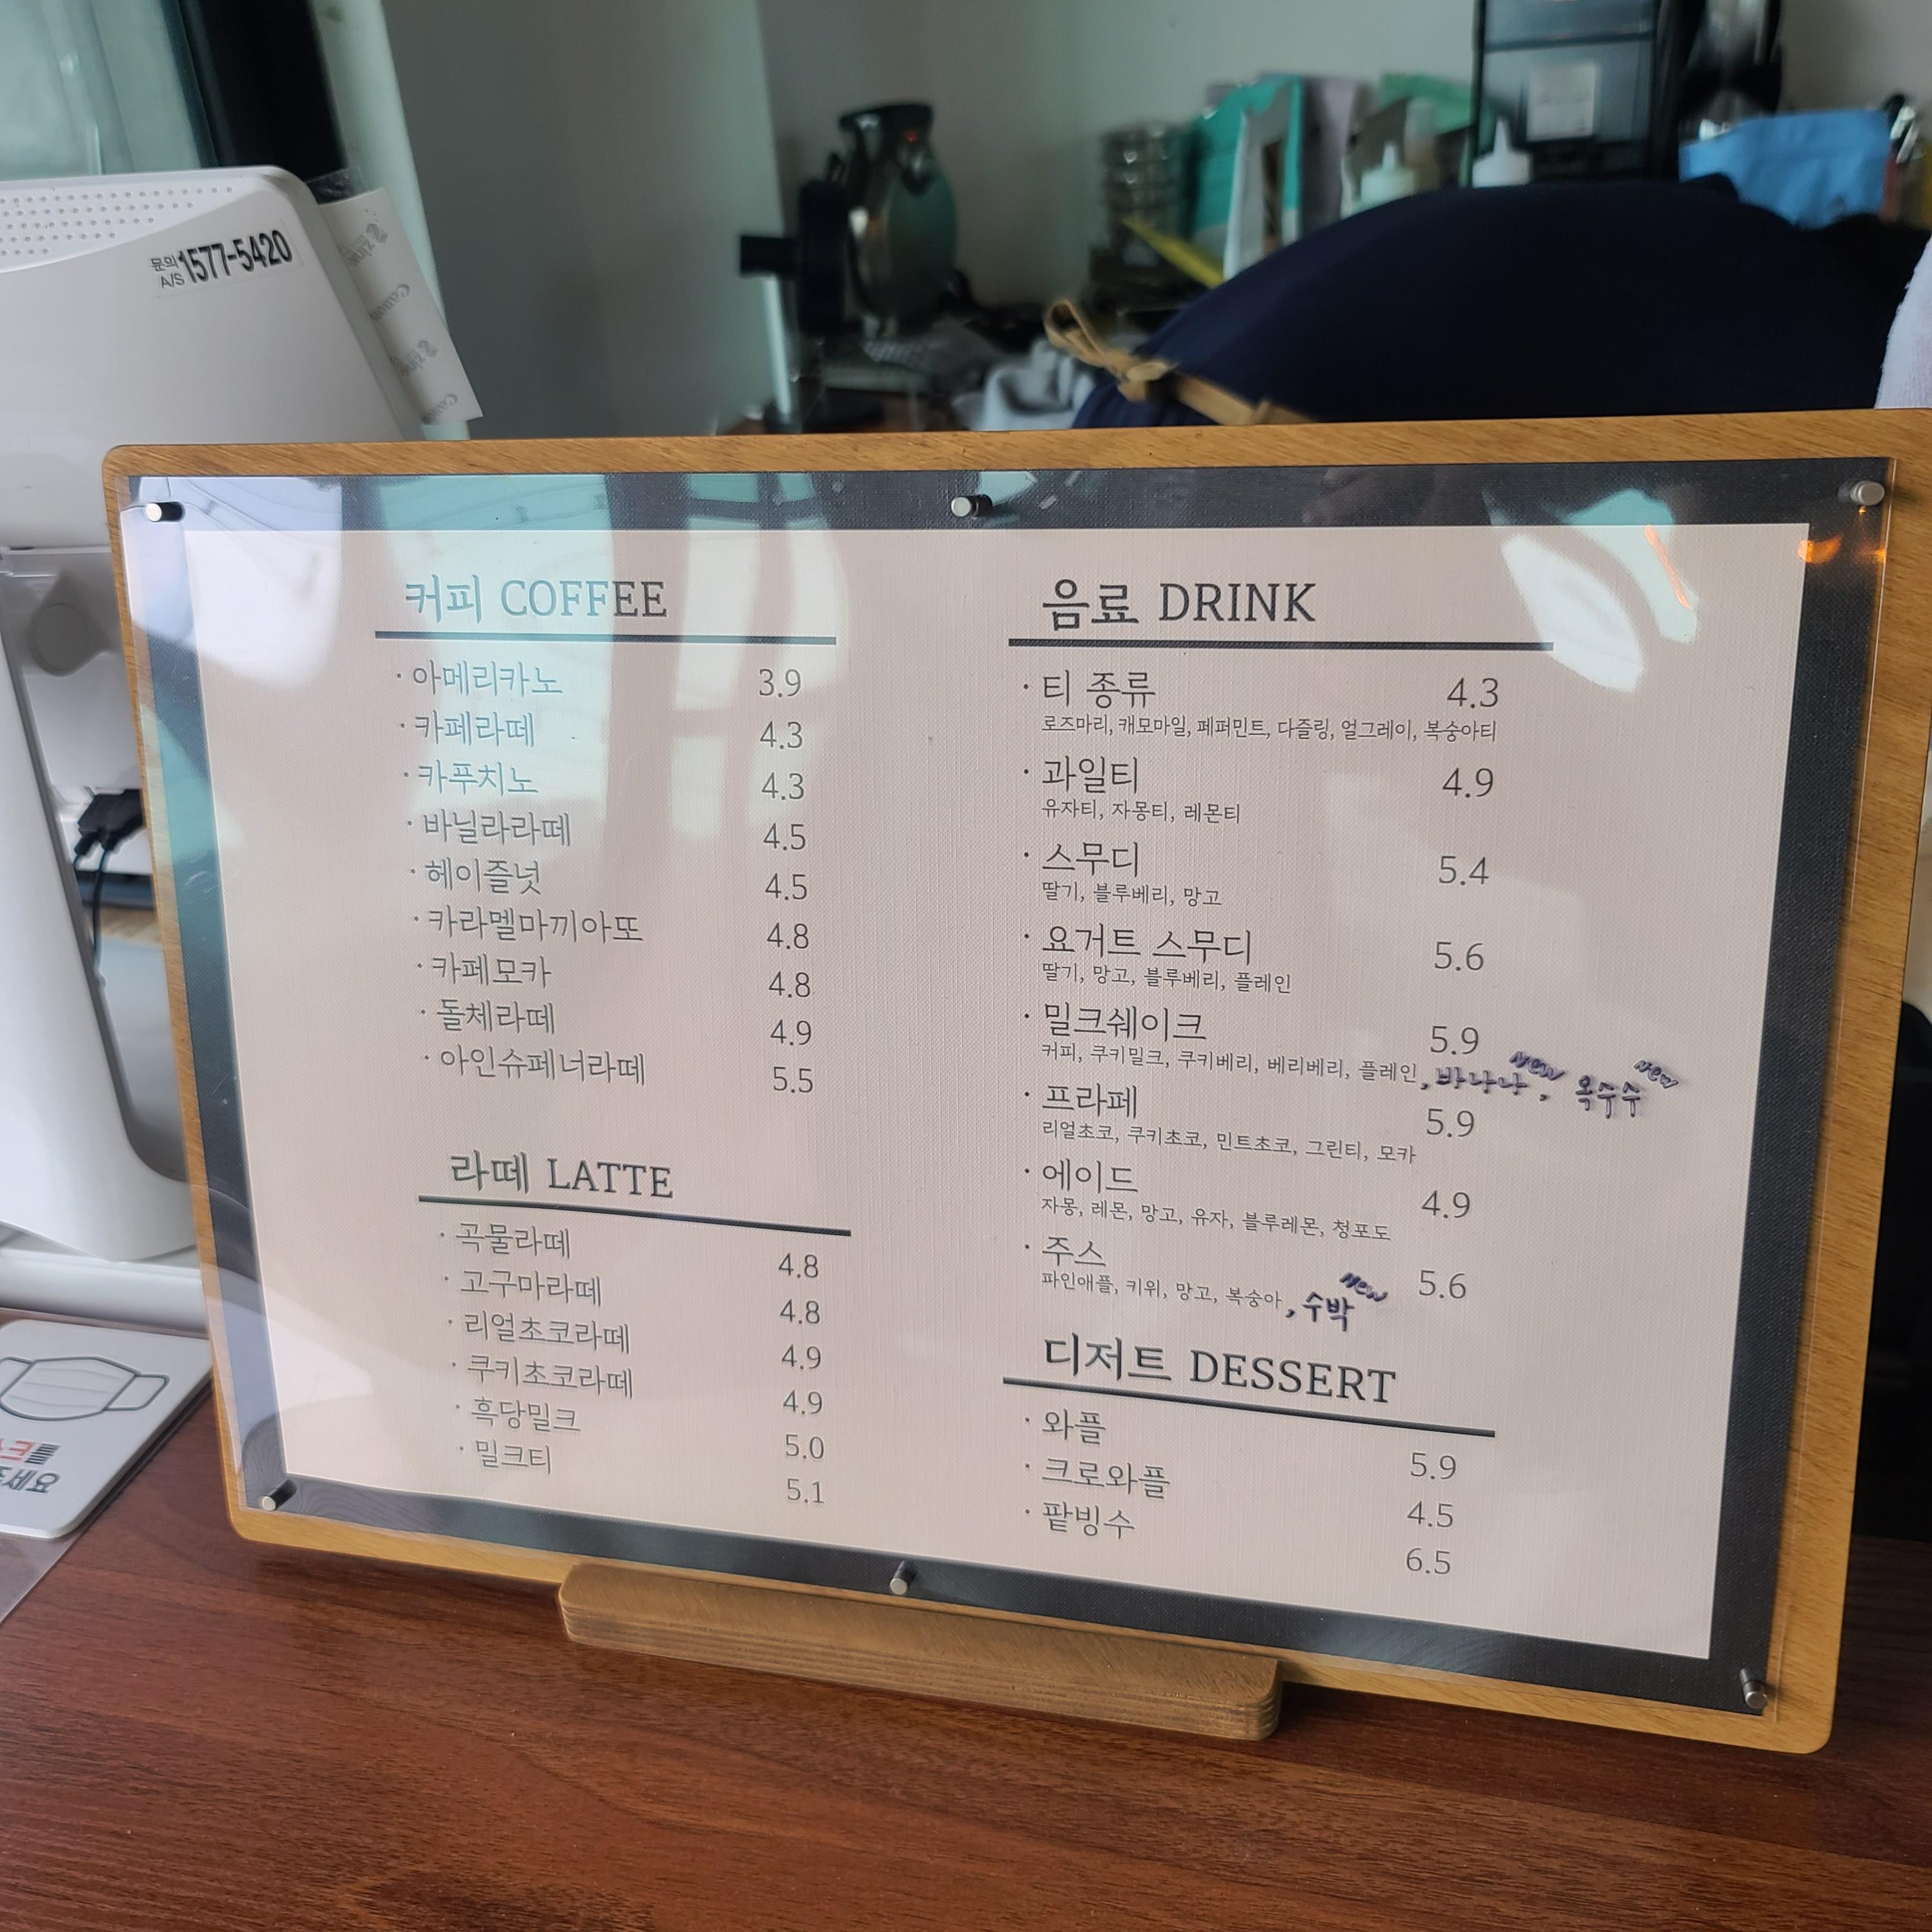 문의
A/S 1577-5420
커피 COFFEE
· 아메리카노 3.9
· 카페라떼 4.3
· 카푸치노 4.3
· 바닐라라떼 4.5
· 헤이즐넛 4.5
· 카라멜마끼아또 4.8
· 카페모카 4.8
· 돌체라떼 4.9
· 아인슈페너라떼 5.5
라떼 LATTE
· 곡물라떼 4.8
· 고구마라떼 4.8
· 리얼초코라떼 4.9
· 쿠키초코라떼 4.9
· 흑당밀크 5.0
· 밀크티 5.1
음료 DRINK
· 티 종류 4.3
로즈마리, 캐모마일, 페퍼민트, 다즐링, 얼그레이, 복숭아티
· 과일티 4.9
유자티, 자몽티, 레몬티
· 스무디 5.4
딸기, 블루베리, 망고
· 요거트 스무디 5.6
딸기, 망고, 블루베리, 플레인
· 밀크쉐이크 5.9
new new
커피, 쿠키밀크, 쿠키베리, 베리베리, 플레인, 바나나, 옥수수
· 프라페 5.9
리얼초코, 쿠키초코, 민트초코, 그린티, 모카
· 에이드 4.9
자몽, 레몬, 망고, 유자, 블루레몬, 청포도
· 주스 5.6
new
파인애플, 키위, 망고, 복숭아, 수박
디저트 DESSERT
· 와플 5.9
· 크로와플 4.5
· 팥빙수 6.5